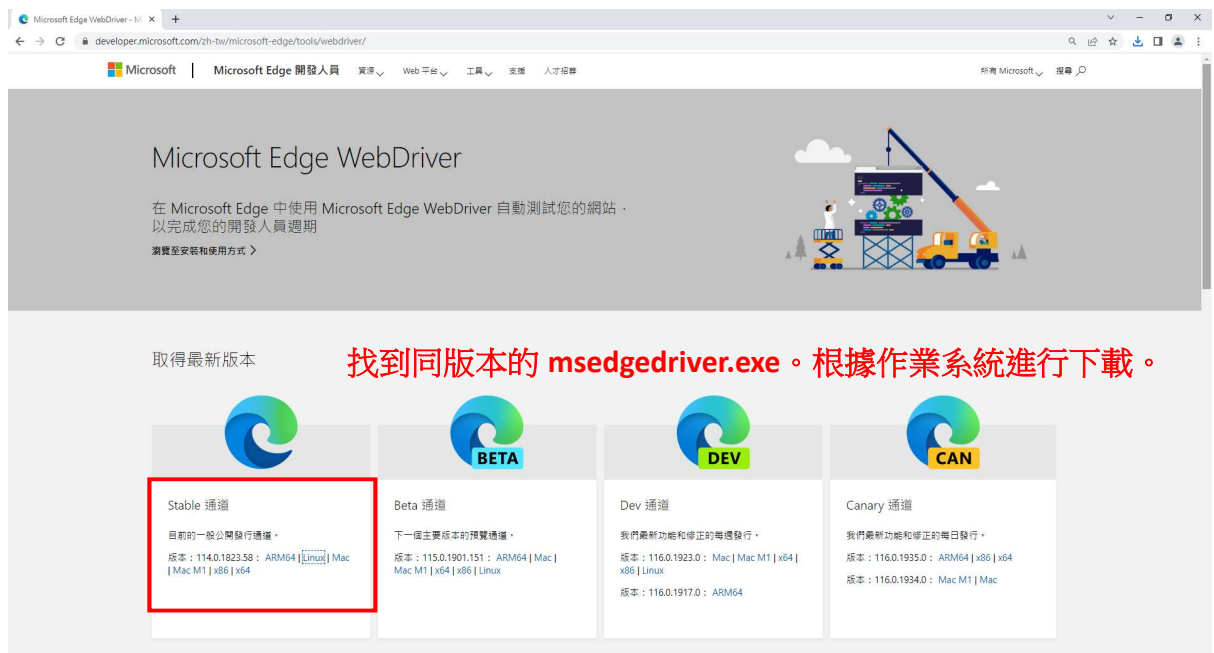 Microsoft Edge WebDriver - Mi
developer.microsoft.com/zh-tw/microsoft-edge/tools/webdriver/
Microsoft | Microsoft Edge 開發人員 資源 Web 平台 工具 支援 人才招募 所有 Microsoft 搜尋
Microsoft Edge WebDriver
在 Microsoft Edge 中使用 Microsoft Edge WebDriver 自動測試您的網站，
以完成您的開發人員週期
瀏覽至安裝和使用方式
取得最新版本
找到同版本的 msedgedriver.exe。根據作業系統進行下載。
BETA
DEV
CAN
Stable 通道
目前的一般公開發行通道。
版本：114.0.1823.58： ARM64 | Linux | Mac
| Mac M1 | x86 | x64
Beta 通道
下一個主要版本的預覽通道。
版本：115.0.1901.151： ARM64 | Mac |
Mac M1 | x64 | x86 | Linux
Dev 通道
我們最新功能和修正的每週發行。
版本：116.0.1923.0： Mac | Mac M1 | x64 |
x86 | Linux
版本：116.0.1917.0： ARM64
Canary 通道
我們最新功能和修正的每日發行。
版本：116.0.1935.0： ARM64 | x86 | x64
版本：116.0.1934.0： Mac M1 | Mac